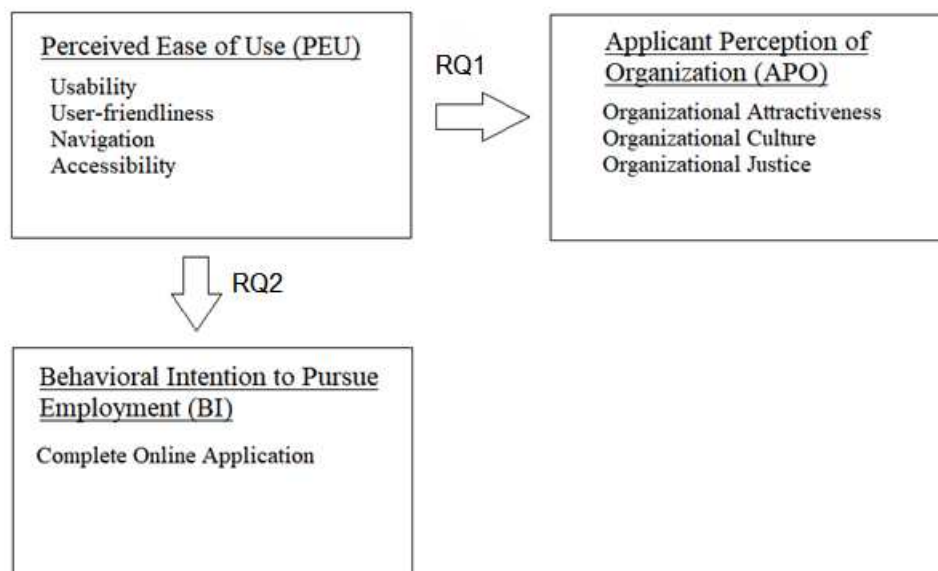 Perceived Ease of Use (PEU)
Usability
User-friendliness
Navigation
Accessibility
RQ1
Applicant Perception of
Organization (APO)
Organizational Attractiveness
Organizational Culture
Organizational Justice
RQ2
Behavioral Intention to Pursue
Employment (BI)
Complete Online Application